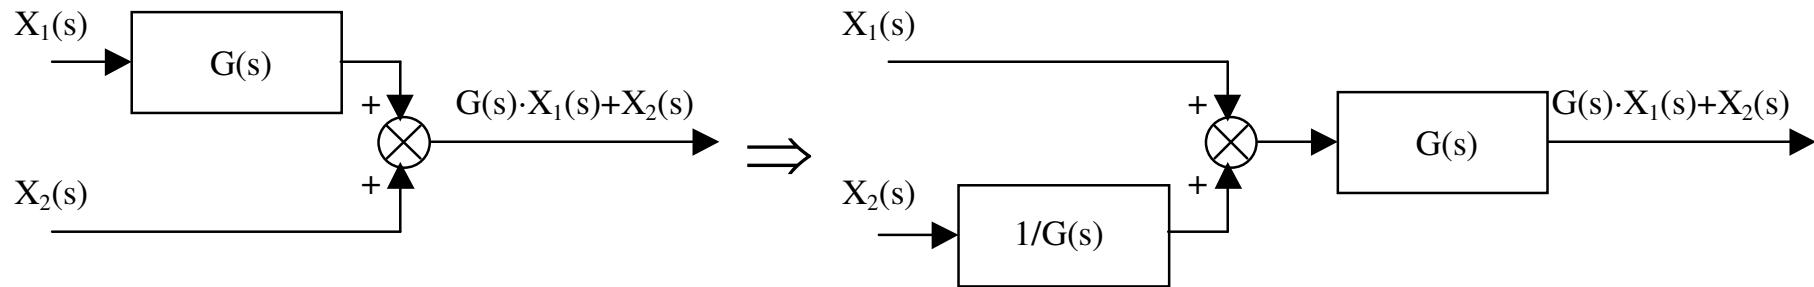 X₁(s)
G(s)
+
G(s)·X₁(s)+X₂(s)
+
X₂(s)
⇒
X₁(s)
+
G(s)·X₁(s)+X₂(s)
G(s)
+
X₂(s)
1/G(s)